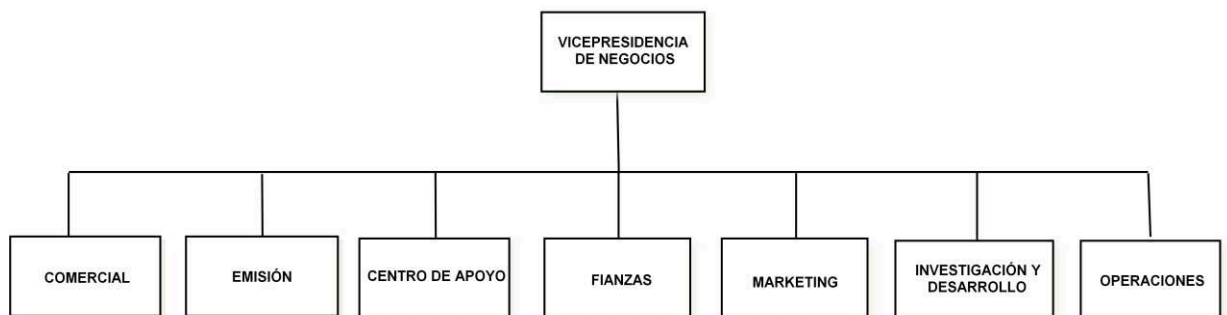 VICEPRESIDENCIA
DE NEGOCIOS
COMERCIAL
EMISIÓN
CENTRO DE APOYO
FIANZAS
MARKETING
INVESTIGACIÓN Y
DESARROLLO
OPERACIONES